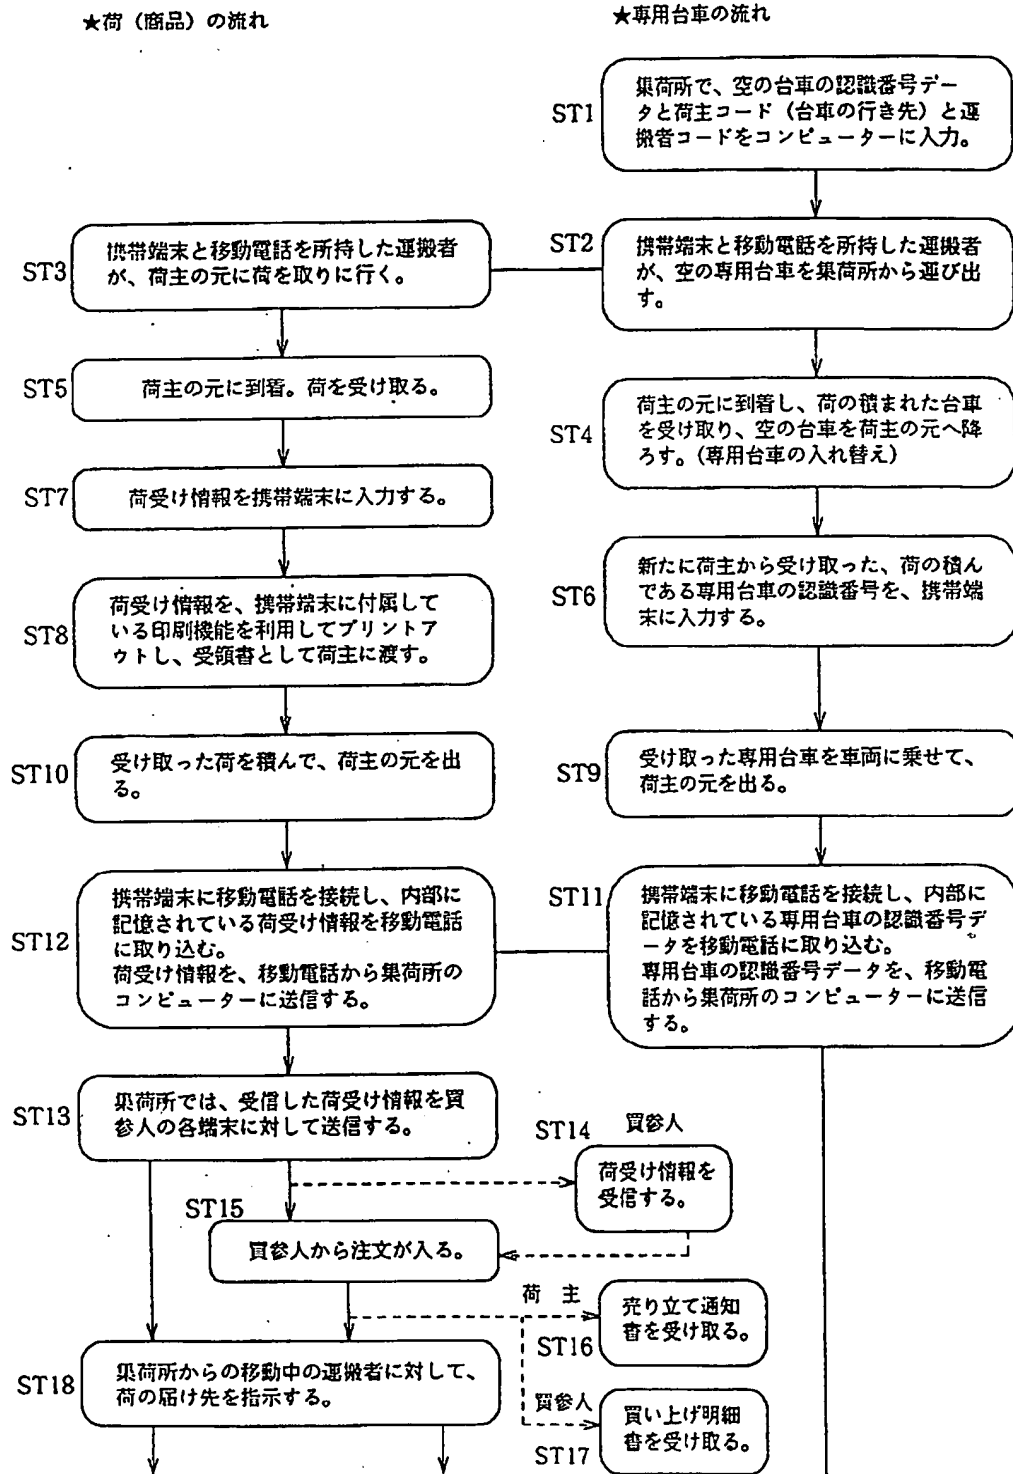 ★荷（商品）の流れ
★専用台車の流れ
ST1
集荷所で、空の台車の認識番号デー
タと荷主コード（台車の行き先）と運
搬者コードをコンピューターに入力。
ST3
携帯端末と移動電話を所持した運搬者
が、荷主の元に荷を取りに行く。
ST2
携帯端末と移動電話を所持した運搬者
が、空の専用台車を集荷所から運び出
す。
ST5
荷主の元に到着。荷を受け取る。
ST4
荷主の元に到着し、荷の積まれた台車
を受け取り、空の台車を荷主の元へ降
ろす。(専用台車の入れ替え)
ST7
荷受け情報を携帯端末に入力する。
ST6
新たに荷主から受け取った、荷の積ん
である専用台車の認識番号を、携帯端
末に入力する。
ST8
荷受け情報を、携帯端末に付属して
いる印刷機能を利用してプリントア
ウトし、受領書として荷主に渡す。
ST10
受け取った荷を積んで、荷主の元を出
る。
ST9
受け取った専用台車を車両に乗せて、
荷主の元を出る。
ST12
携帯端末に移動電話を接続し、内部に
記憶されている荷受け情報を移動電話
に取り込む。
荷受け情報を、移動電話から集荷所の
コンピューターに送信する。
ST11
携帯端末に移動電話を接続し、内部に
記憶されている専用台車の認識番号デ
ータを移動電話に取り込む。
専用台車の認識番号データを、移動電
話から集荷所のコンピューターに送信
する。
ST13
集荷所では、受信した荷受け情報を買
参人の各端末に対して送信する。
ST14
買参人
荷受け情報を
受信する。
ST15
買参人から注文が入る。
荷　主
ST16
売り立て通知
書を受け取る。
ST18
集荷所からの移動中の運搬者に対して、
荷の届け先を指示する。
買参人
ST17
買い上げ明細
書を受け取る。